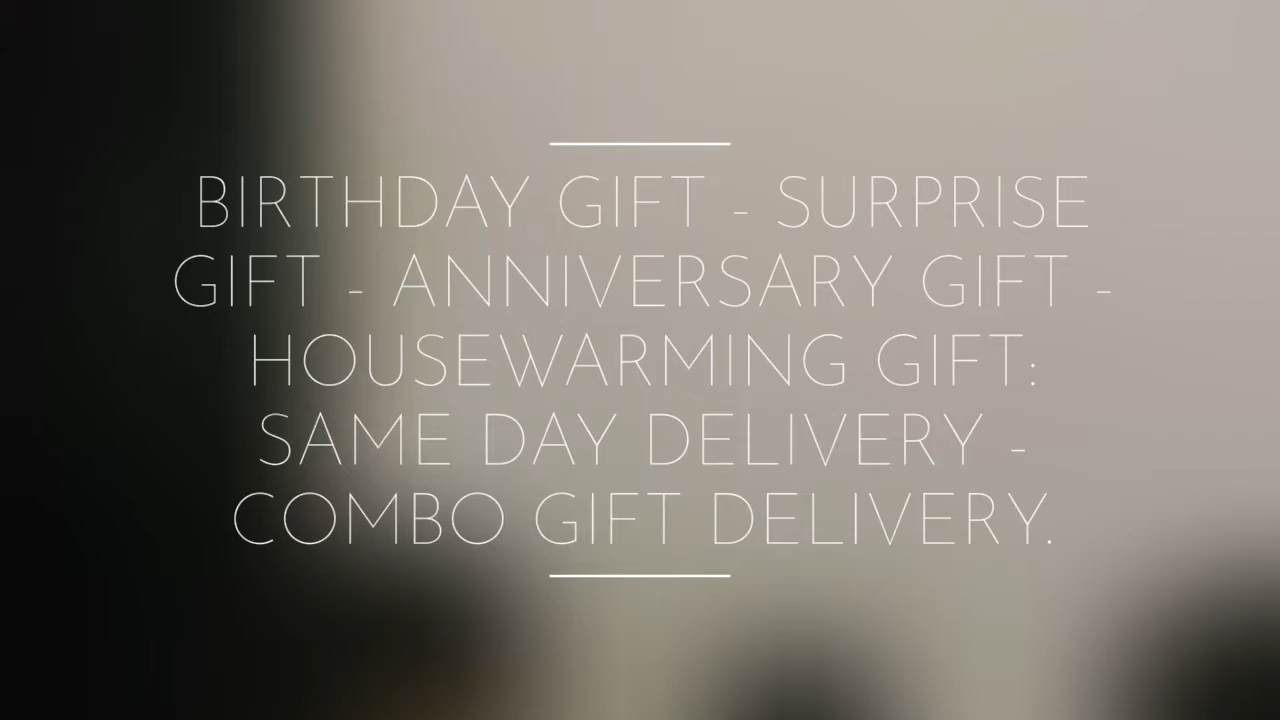 BIRTHDAY GIFT - SURPRISE
GIFT - ANNIVERSARY GIFT -
HOUSEWARMING GIFT:
SAME DAY DELIVERY -
COMBO GIFT DELIVERY.